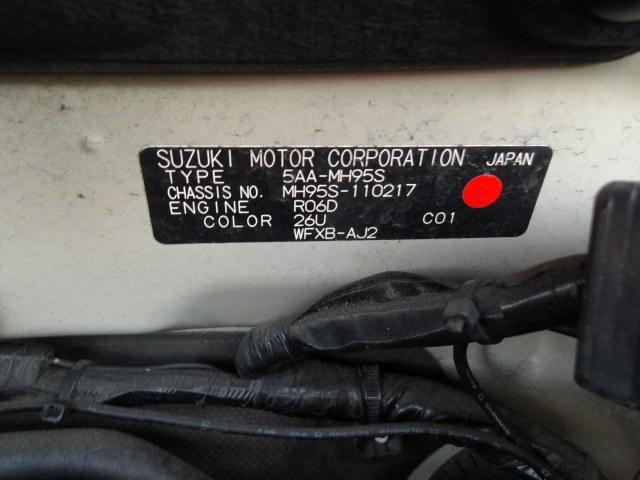 SUZUKI MOTOR CORPORATION JAPAN
TYPE 5AA-MH95S
CHASSIS NO. MH95S-110217
ENGINE R06D
COLOR 26U C01
WFXB-AJ2